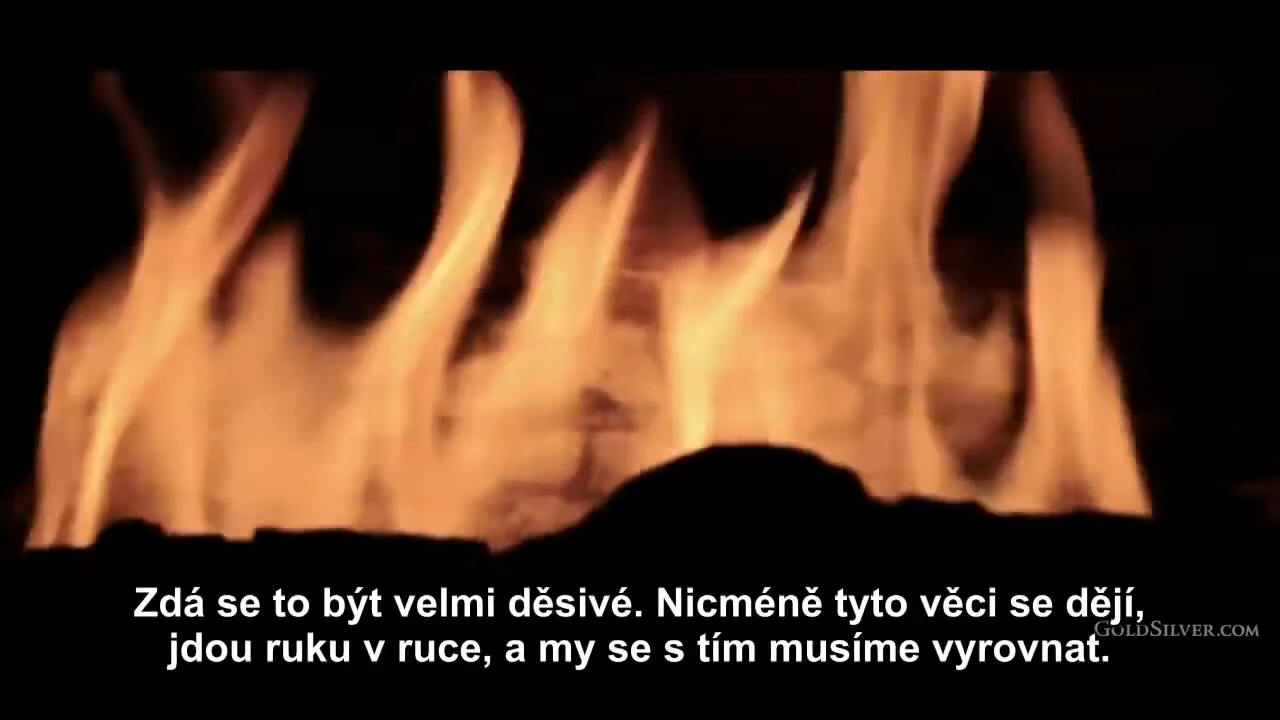 Zdá se to být velmi děsivé. Nicméně tyto věci se dějí,
jdou ruku v ruce, a my se s tím musíme vyrovnat.
GOLDSILVER.COM